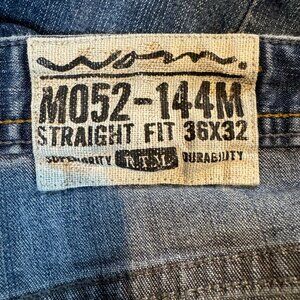 worn.
M052-144M
STRAIGHT FIT 36X32
SUPERIORITY DURABILITY